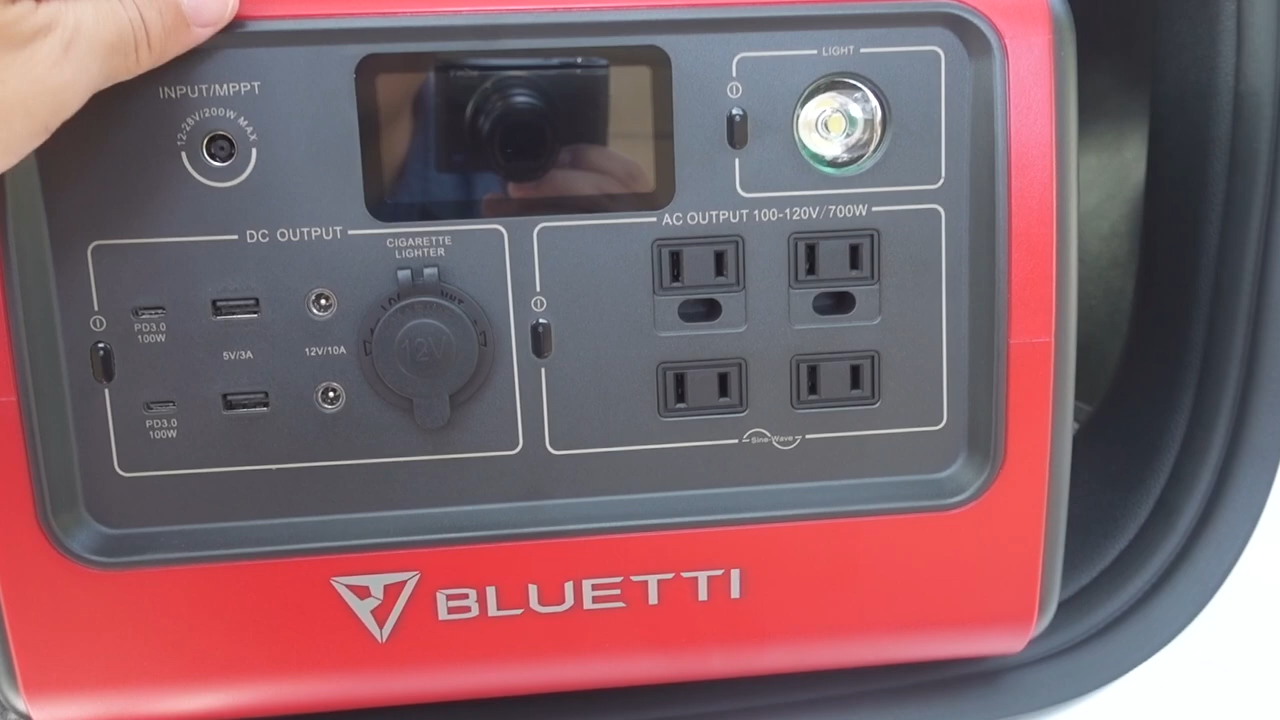 INPUT/MPPT
12-28V/200W MAX
LIGHT
DC OUTPUT
CIGARETTE
LIGHTER
AC OUTPUT 100-120V/700W
PD3.0
100W
5V/3A
12V/10A
12V
PD3.0
100W
Sine-Wave
BLUETTI